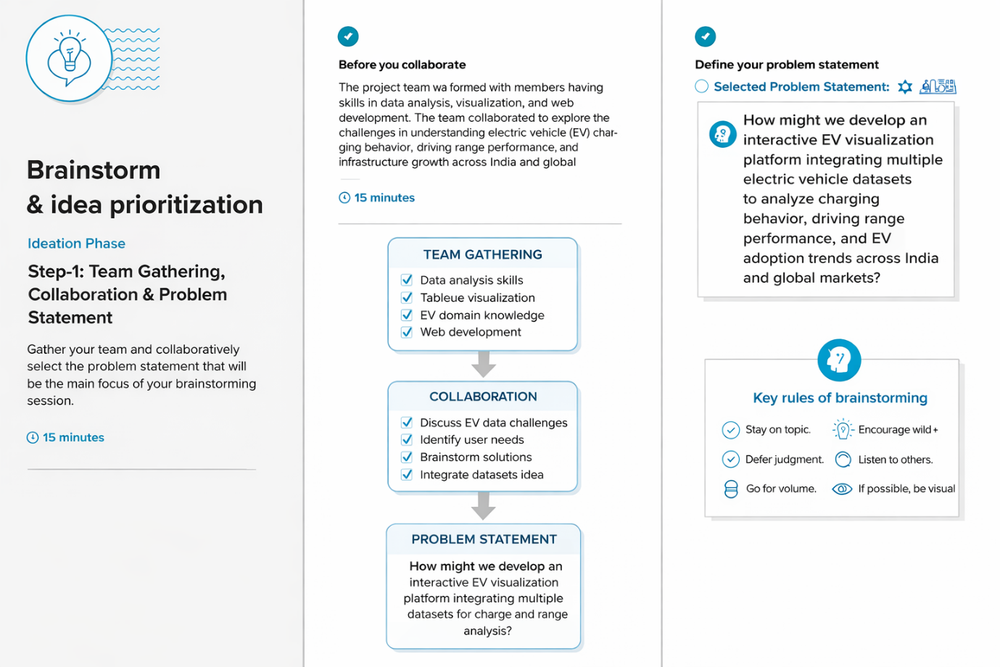 Brainstorm
& idea prioritization
Ideation Phase
Step-1: Team Gathering,
Collaboration & Problem
Statement
Gather your team and collaboratively
select the problem statement that will
be the main focus of your brainstorming
session.
15 minutes
Before you collaborate
The project team wa formed with members having
skills in data analysis, visualization, and web
development. The team collaborated to explore the
challenges in understanding electric vehicle (EV) char-
ging behavior, driving range performance, and
infrastructure growth across India and global
15 minutes
TEAM GATHERING
Data analysis skills
Tableue visualization
EV domain knowledge
Web development
COLLABORATION
Discuss EV data challenges
Identify user needs
Brainstorm solutions
Integrate datasets idea
PROBLEM STATEMENT
How might we develop an
interactive EV visualization
platform integrating multiple
datasets for charge and range
analysis?
Define your problem statement
Selected Problem Statement:
How might we develop an
interactive EV visualization
platform integrating multiple
electric vehicle datasets
to analyze charging
behavior, driving range
performance, and EV
adoption trends across India
and global markets?
Key rules of brainstorming
Stay on topic.
Encourage wild +
Defer judgment.
Listen to others.
Go for volume.
If possible, be visual